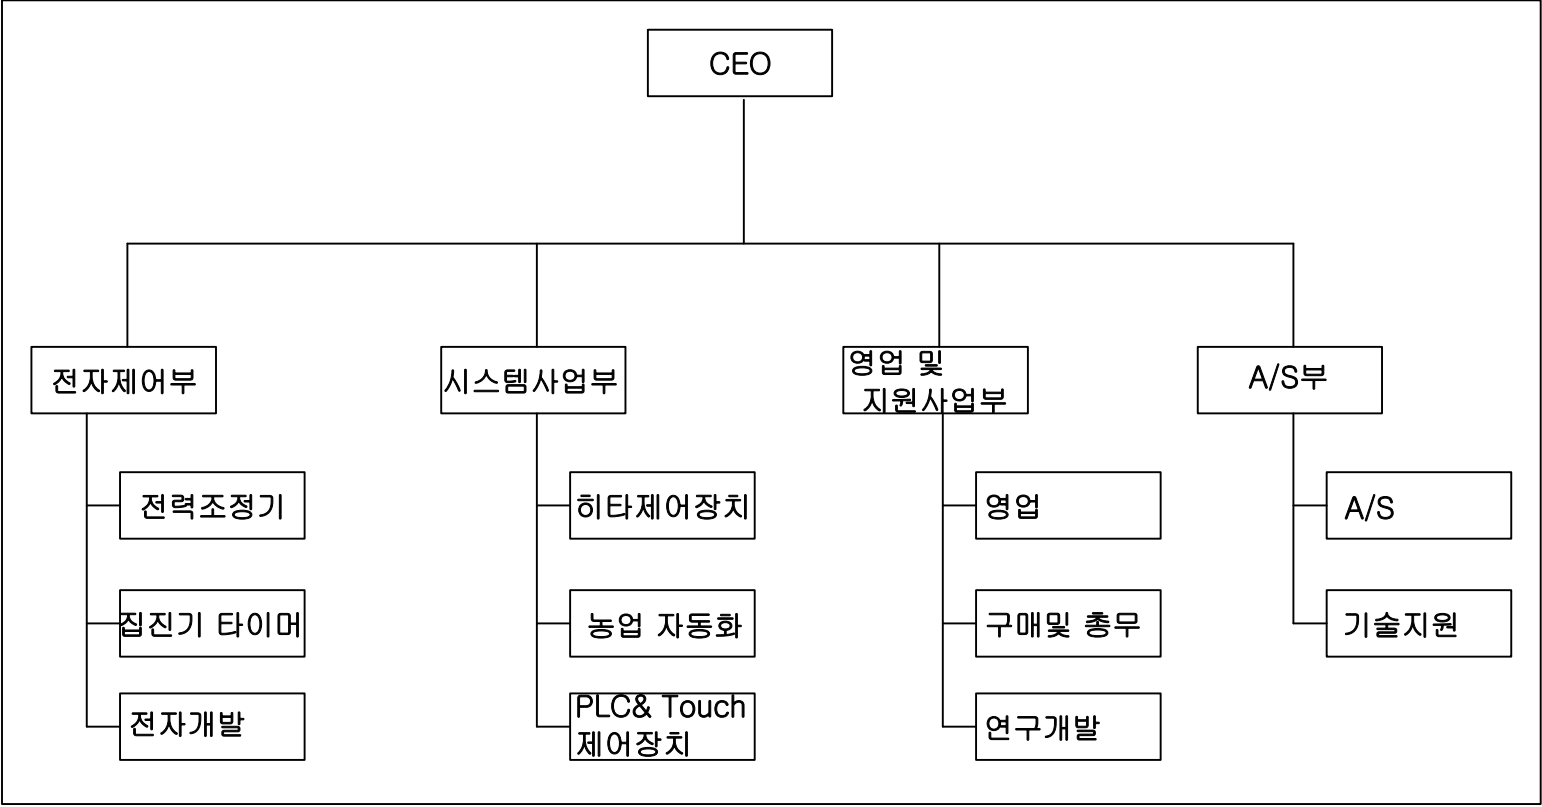 CEO
전자제어부
시스템사업부
영업 및
지원사업부
A/S부
전력조정기
히타제어장치
영업
A/S
집진기 타이머
농업 자동화
구매및 총무
기술지원
전자개발
PLC& Touch
제어장치
연구개발